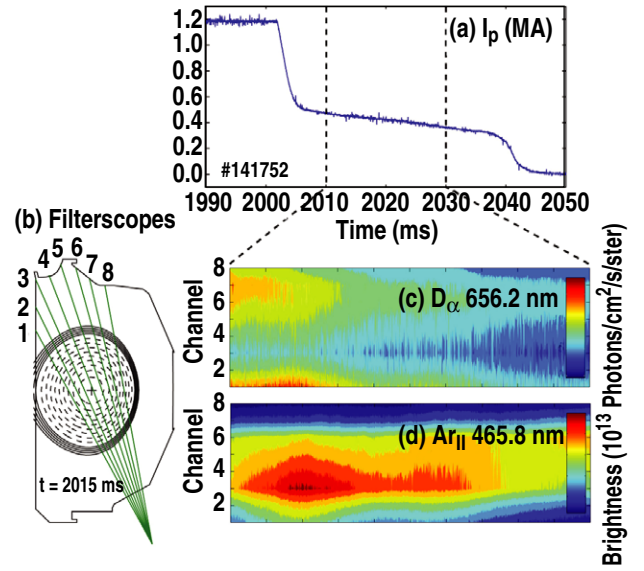 (a) Ip (MA)
1.2
1.0
0.8
0.6
0.4
0.2
0.0
#141752
1990 2000 2010 2020 2030 2040 2050
Time (ms)
(b) Filterscopes
1 2 3 4 5 6 7 8
t = 2015 ms
8
6
4
2
Channel
(c) Dα 656.2 nm
8
6
4
2
Channel
(d) ArII 465.8 nm
Brightness (10^13 Photons/cm^2/s/ster)